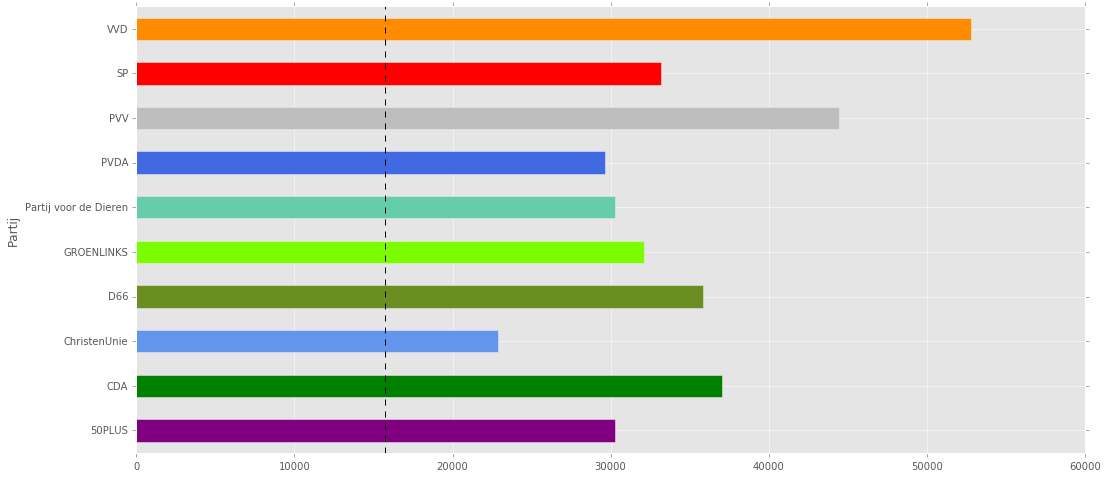 Partij
VVD
SP
PVV
PVDA
Partij voor de Dieren
GROENLINKS
D66
ChristenUnie
CDA
50PLUS
0 10000 20000 30000 40000 50000 60000